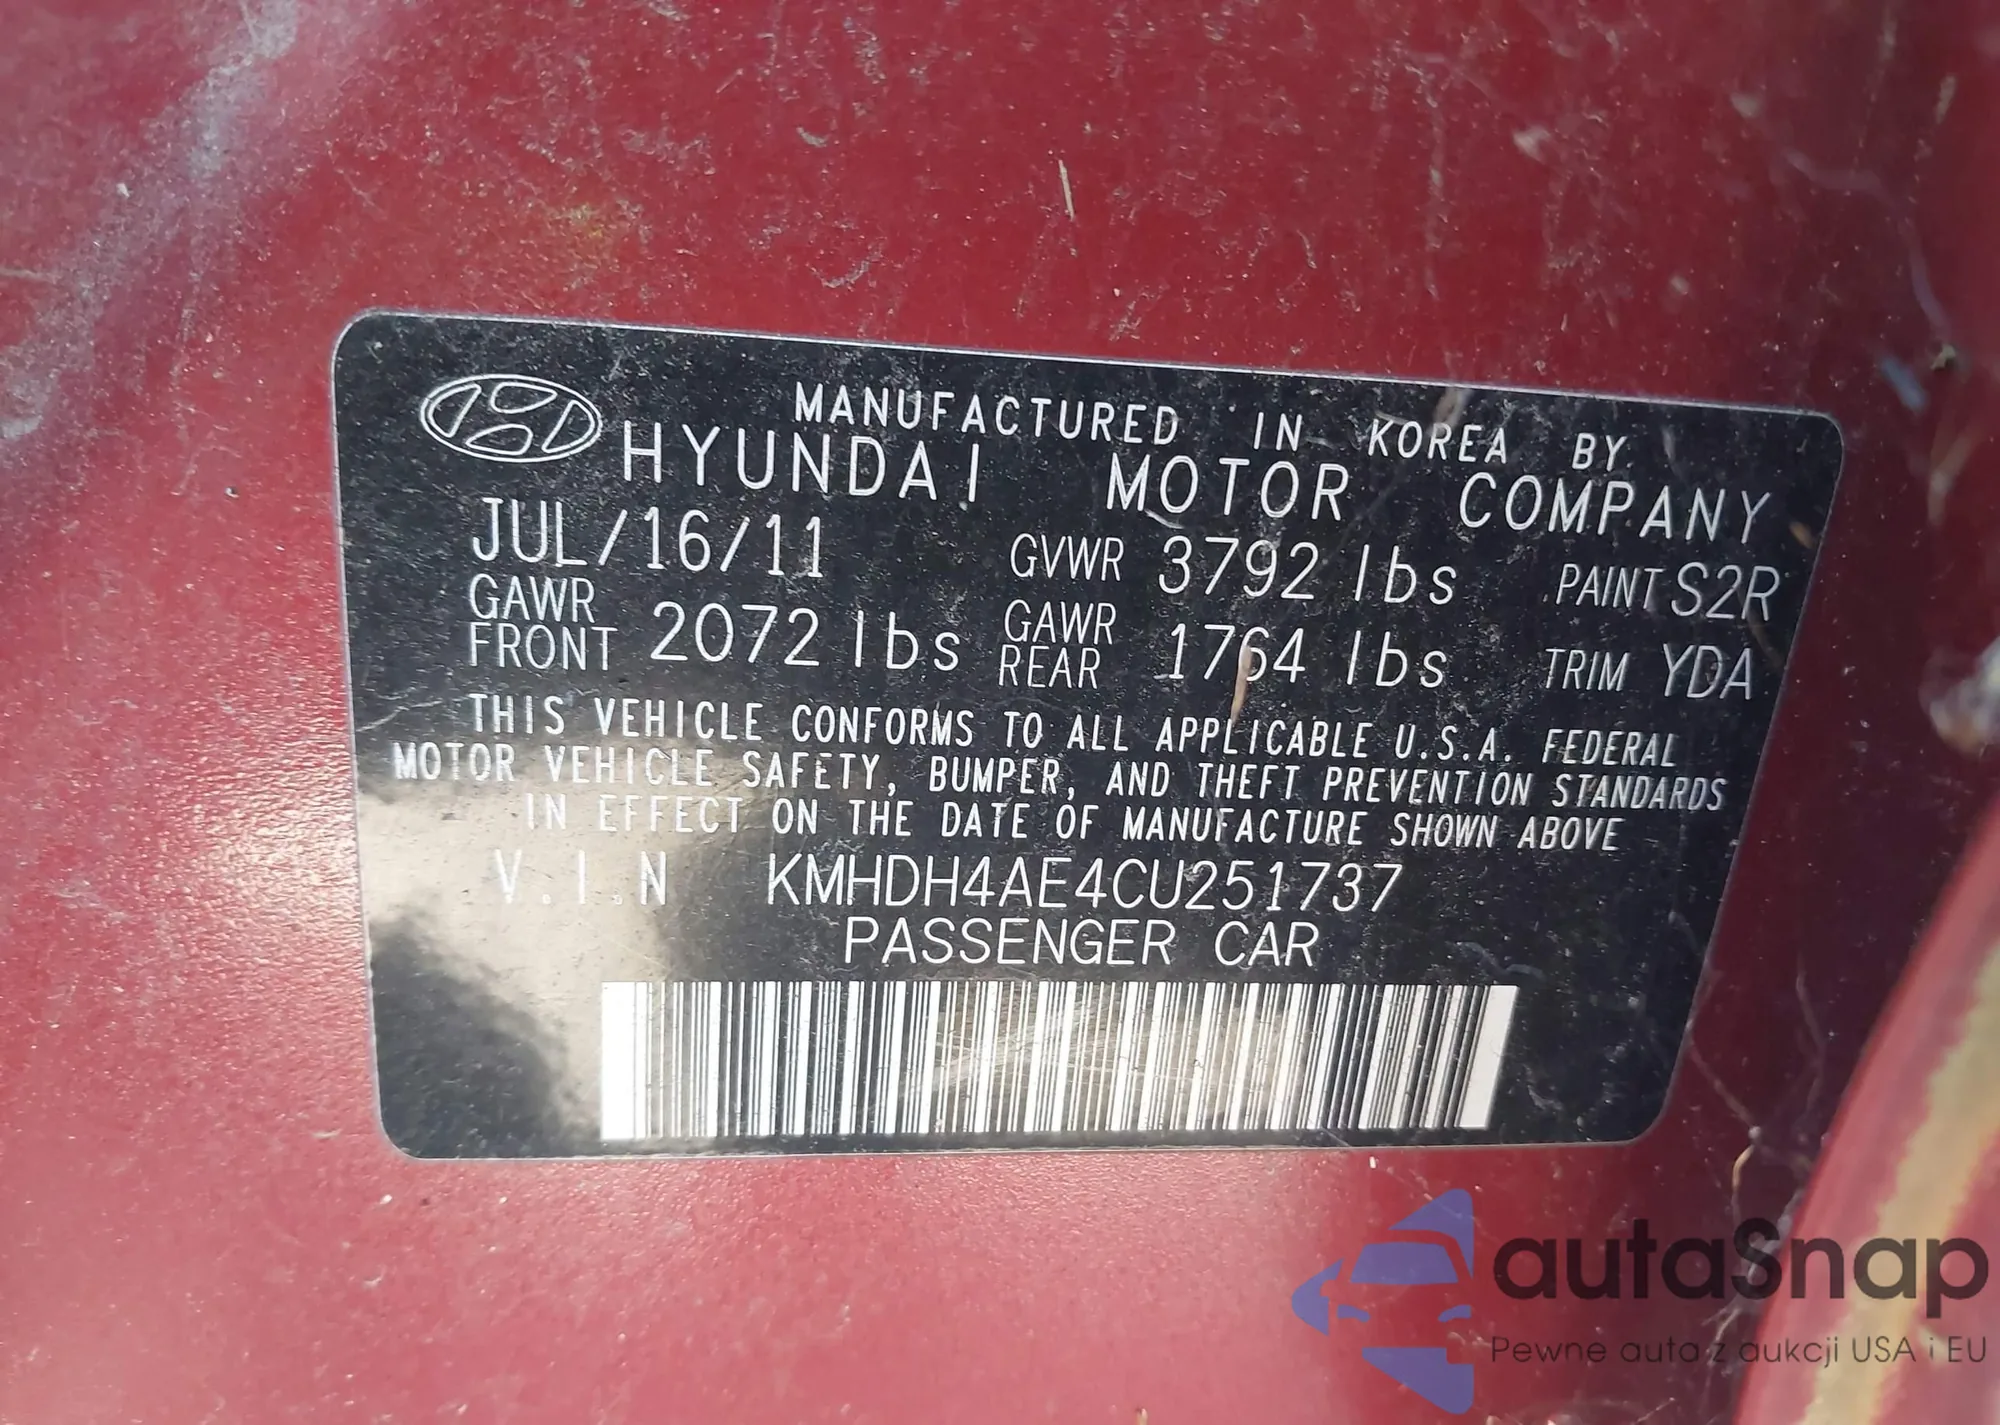 MANUFACTURED IN KOREA BY.
HYUNDAI MOTOR COMPANY
JUL/16/11 GVWR 3792 lbs PAINT S2R
GAWR FRONT 2072 lbs GAWR REAR 1764 lbs TRIM YDA
THIS VEHICLE CONFORMS TO ALL APPLICABLE U.S.A. FEDERAL
MOTOR VEHICLE SAFETY, BUMPER, AND THEFT PREVENTION STANDARDS
IN EFFECT ON THE DATE OF MANUFACTURE SHOWN ABOVE
V.I.N KMHDH4AE4CU251737
PASSENGER CAR
autaSnap
Pewne auta z aukcji USA i EU